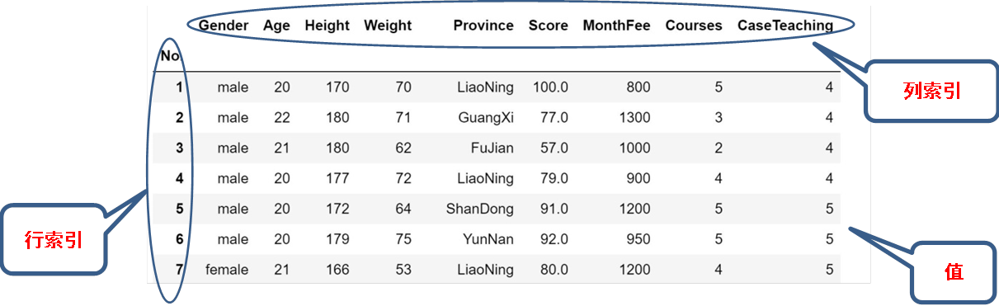 Gender Age Height Weight Province Score MonthFee Courses CaseTeaching
No
1 male 20 170 70 LiaoNing 100.0 800 5 4
列索引
2 male 22 180 71 GuangXi 77.0 1300 3 4
3 male 21 180 62 FuJian 57.0 1000 2 4
4 male 20 177 72 LiaoNing 79.0 900 4 4
5 male 20 172 64 ShanDong 91.0 1200 5 5
行索引
6 male 20 179 75 YunNan 92.0 950 5 5
7 female 21 166 53 LiaoNing 80.0 1200 4 5
值